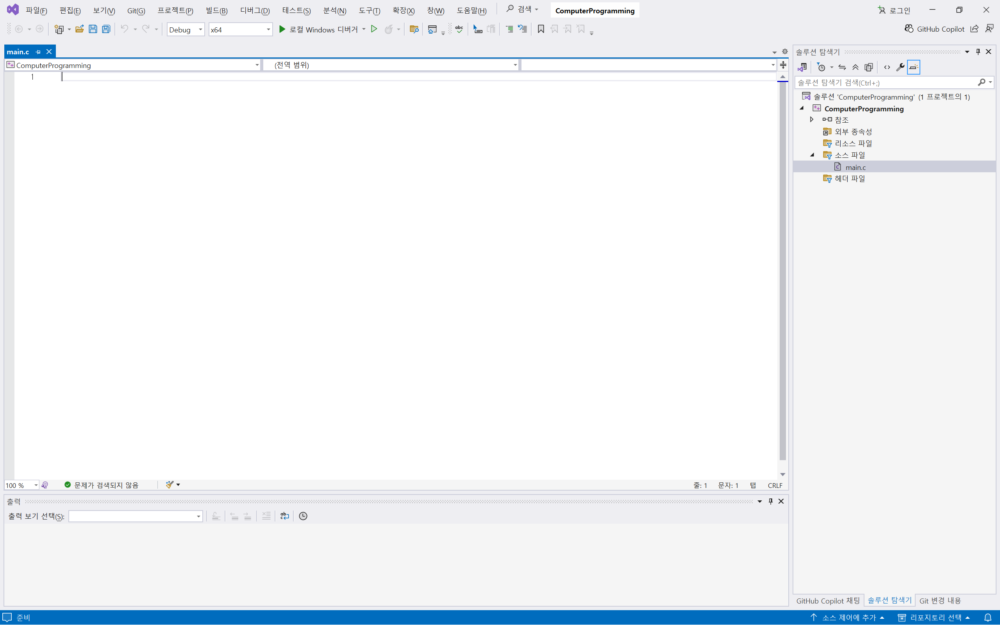 파일(F) 편집(E) 보기(V) Git(G) 프로젝트(P) 빌드(B) 디버그(D) 테스트(S) 분석(N) 도구(T) 확장(X) 창(W) 도움말(H) 검색 ComputerProgramming 로그인
Debug x64 로컬 Windows 디버거 abc GitHub Copilot
main.c
ComputerProgramming (전역 범위)
1
100 % 문제가 검색되지 않음 줄: 1 문자: 1 탭 CRLF
출력
출력 보기 선택(S):
솔루션 탐색기
솔루션 탐색기 검색(Ctrl+;)
솔루션 'ComputerProgramming' (1 프로젝트의 1)
ComputerProgramming
참조
외부 종속성
리소스 파일
소스 파일
main.c
헤더 파일
GitHub Copilot 채팅 솔루션 탐색기 Git 변경 내용
준비 소스 제어에 추가 리포지토리 선택